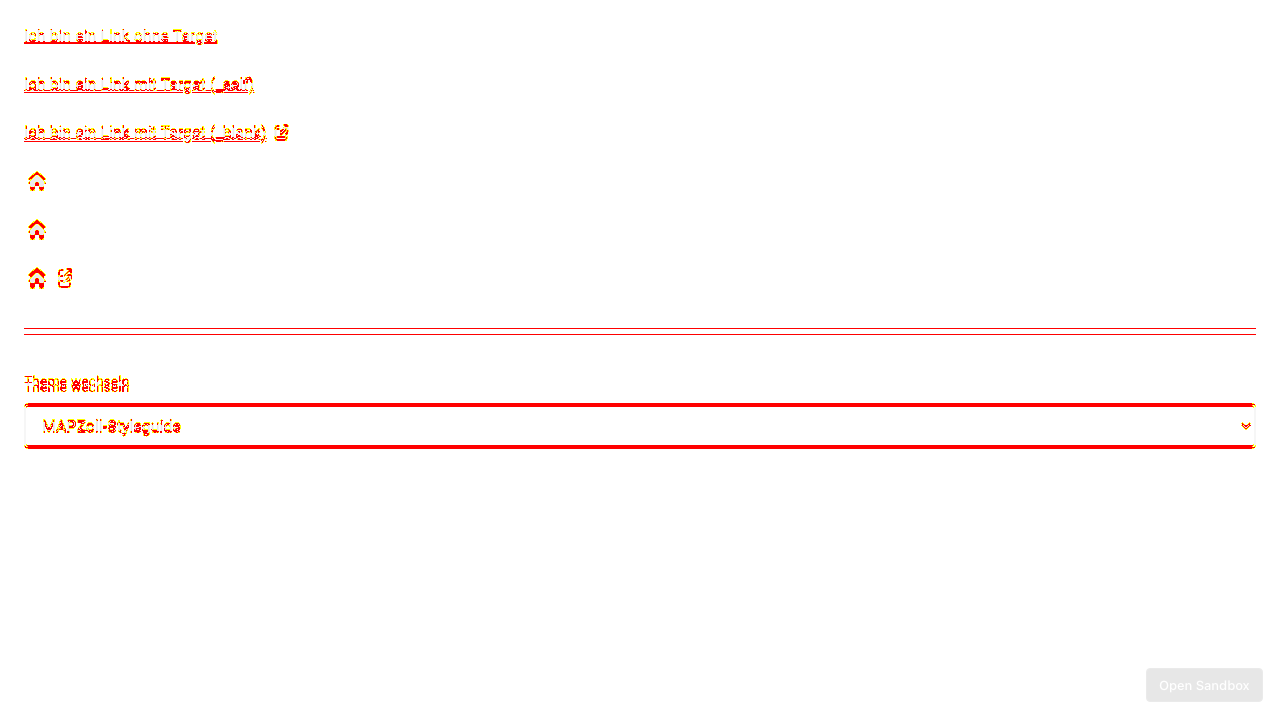 Ich bin ein Link ohne Target
Ich bin ein Link mit Target (_self)
Ich bin ein Link mit Target (_blank)
Theme wechseln
MAPZoll-Styleguide
Open Sandbox